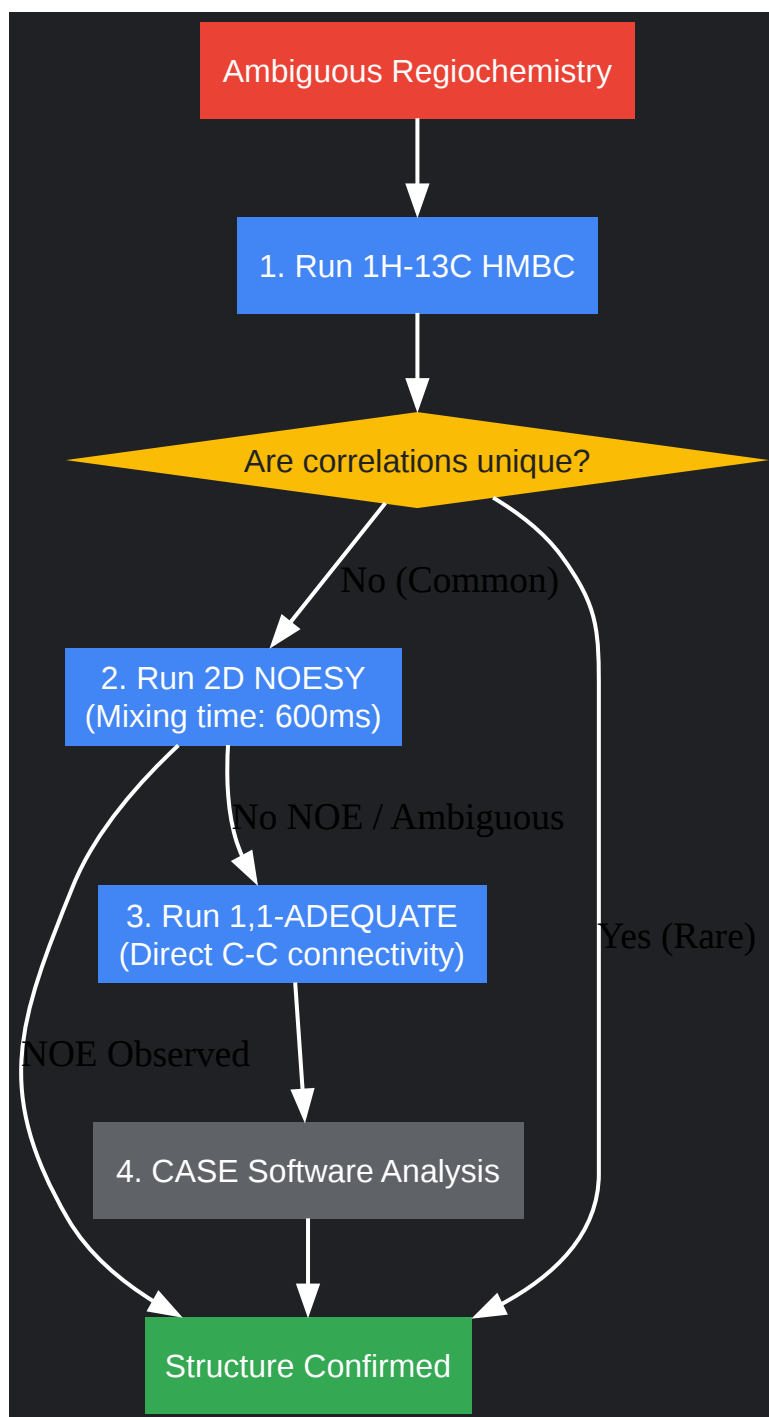 Ambiguous Regiochemistry
1. Run 1H-13C HMBC
Are correlations unique?
No (Common)
2. Run 2D NOESY
(Mixing time: 600ms)
No NOE / Ambiguous
3. Run 1,1-ADEQUATE
(Direct C-C connectivity)
Yes (Rare)
NOE Observed
4. CASE Software Analysis
Structure Confirmed